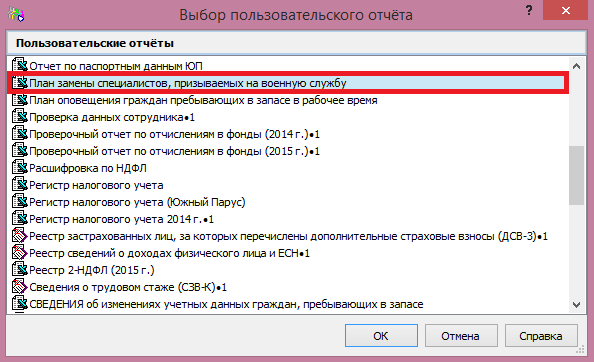 Выбор пользовательского отчёта
?
Пользовательские отчёты
Отчет по паспортным данным ЮП
План замены специалистов, призываемых на военную службу
План оповещения граждан пребывающих в запасе в рабочее время
Проверка данных сотрудника•1
Проверочный отчет по отчислениям в фонды (2014 г.)•1
Проверочный отчет по отчислениям в фонды (2015 г.)•1
Расшифровка по НДФЛ
Регистр налогового учета
Регистр налогового учета (Южный Парус)
Регистр налогового учета 2014 г.•1
Реестр застрахованных лиц, за которых перечислены дополнительные страховые взносы (ДСВ-3)•1
Реестр сведений о доходах физического лица и ЕСН•1
Реестр 2-НДФЛ (2015 г.)
Сведения о трудовом стаже (СЗВ-К)•1
СВЕДЕНИЯ об изменениях учетных данных граждан, пребывающих в запасе
ОК
Отмена
Справка